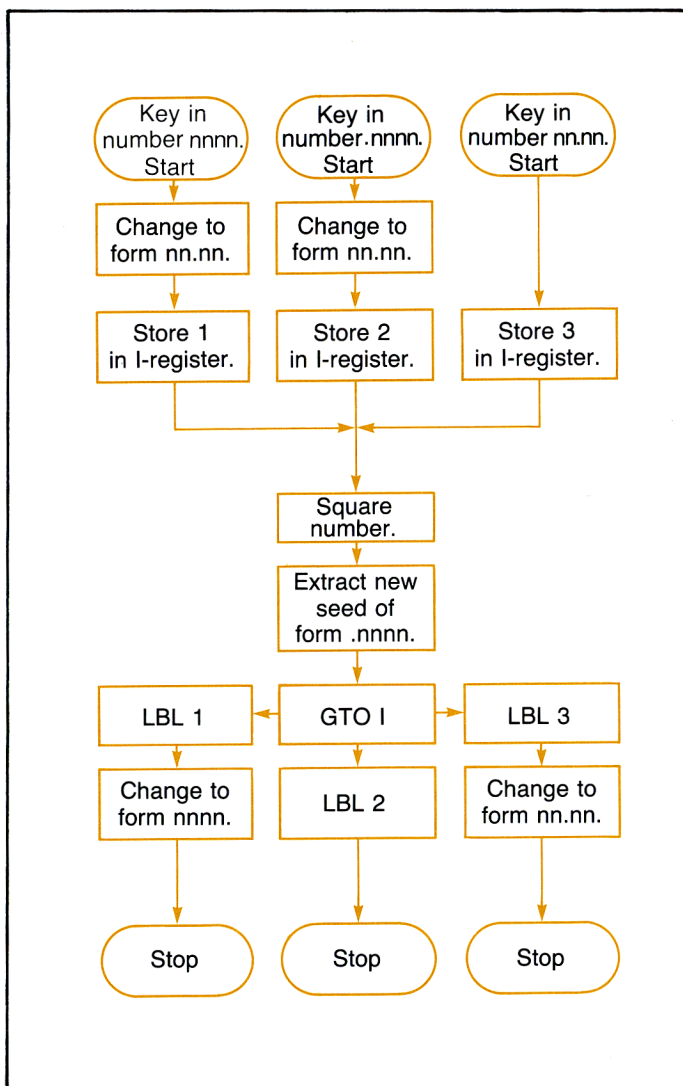 Key in
number nnnn.
Start
Key in
number.nnnn.
Start
Key in
number nn.nn.
Start
Change to
form nn.nn.
Change to
form nn.nn.
Store 1
in I-register.
Store 2
in I-register.
Store 3
in I-register.
Square
number.
Extract new
seed of
form .nnnn.
LBL 1
GTO I
LBL 3
Change to
form nnnn.
LBL 2
Change to
form nn.nn.
Stop
Stop
Stop